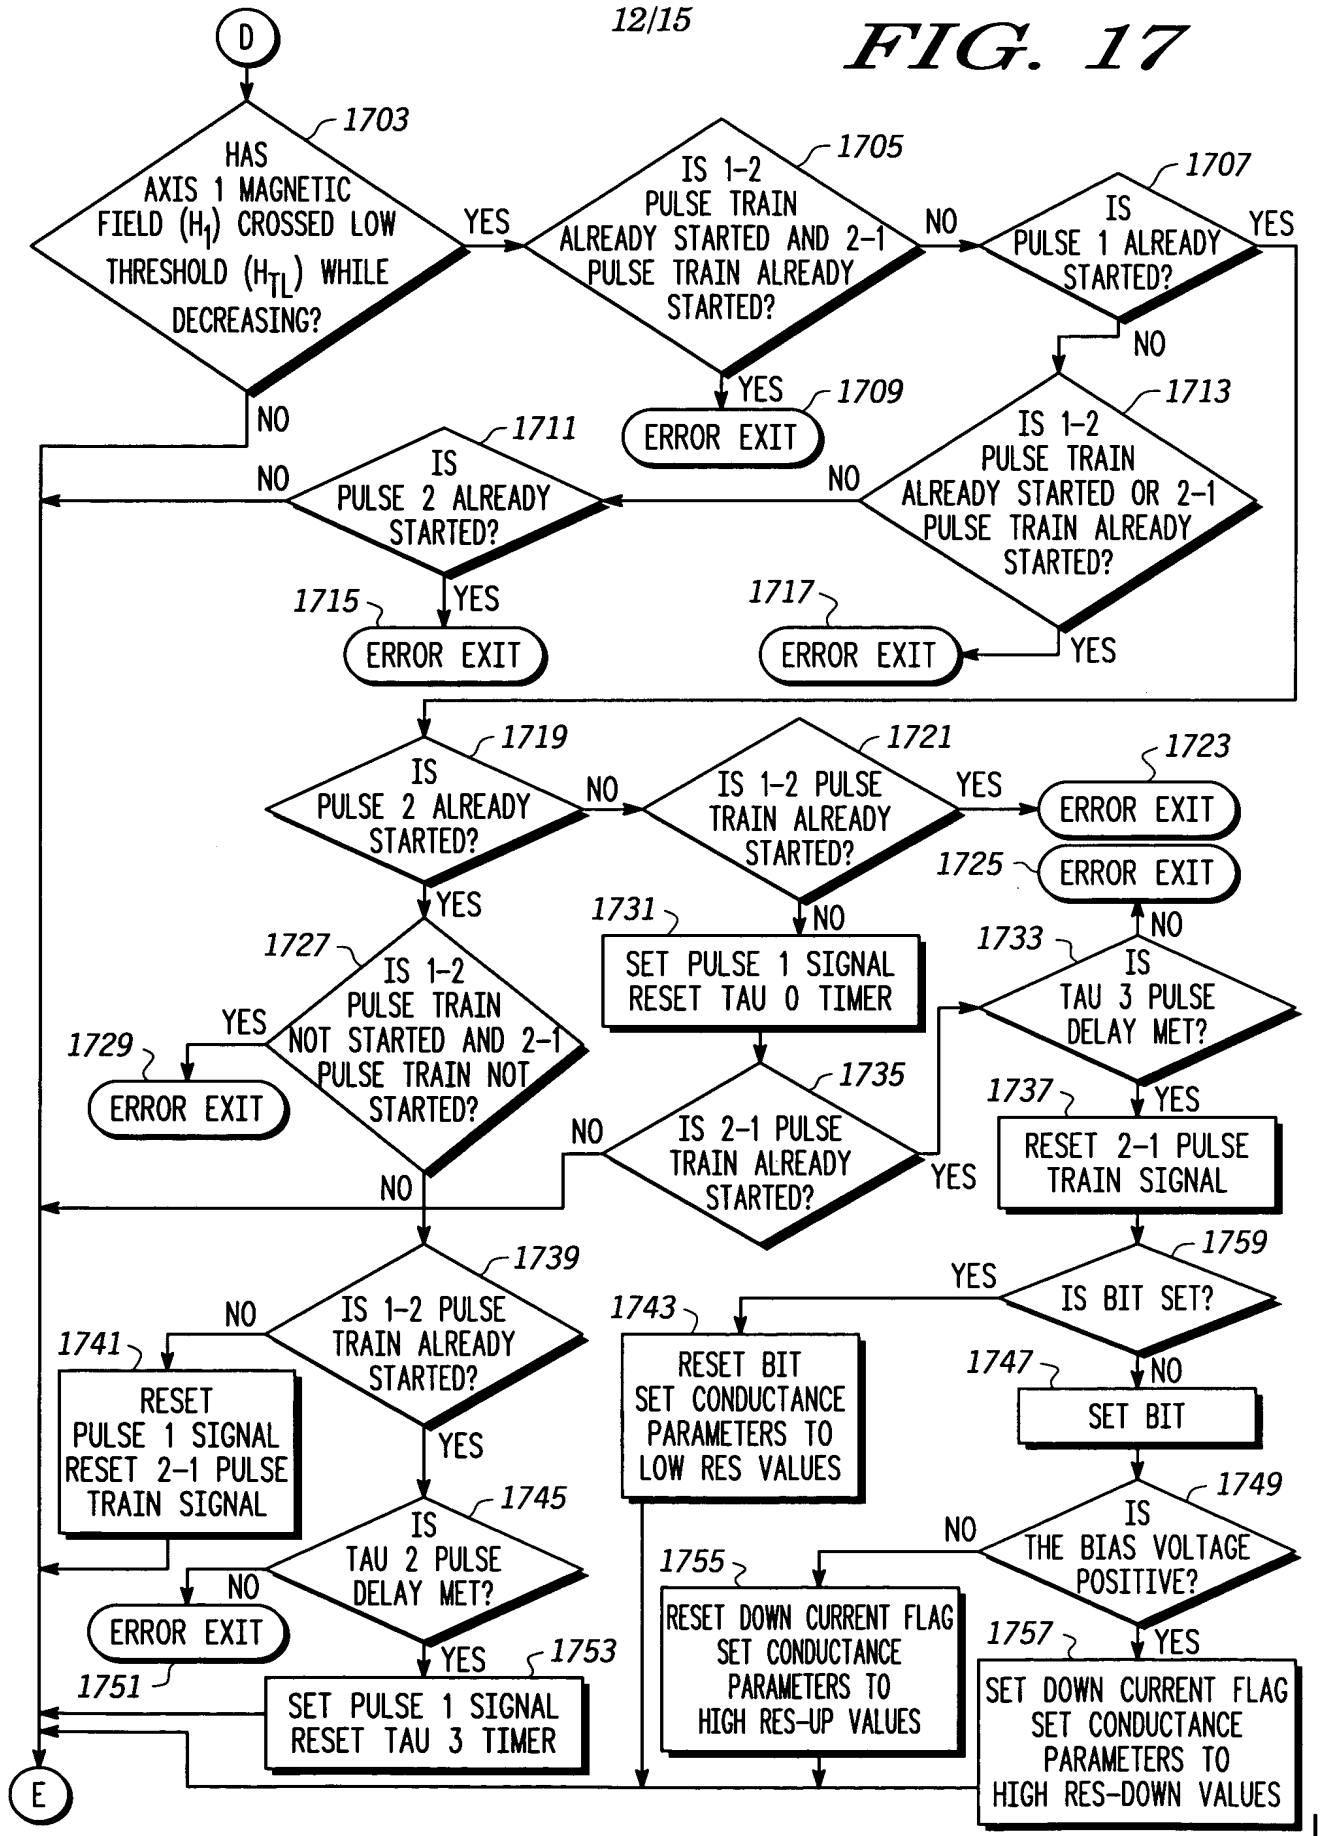 12/15
FIG. 17
D
1703
HAS
AXIS 1 MAGNETIC
FIELD (H1) CROSSED LOW
THRESHOLD (HTL) WHILE
DECREASING?
YES
NO
1705
IS 1-2
PULSE TRAIN
ALREADY STARTED AND 2-1
PULSE TRAIN ALREADY
STARTED?
NO
YES
1707
IS
PULSE 1 ALREADY
STARTED?
YES
NO
1709
ERROR EXIT
1711
IS
PULSE 2 ALREADY
STARTED?
NO
YES
1713
IS 1-2
PULSE TRAIN
ALREADY STARTED OR 2-1
PULSE TRAIN ALREADY
STARTED?
NO
YES
1715
ERROR EXIT
1717
ERROR EXIT
1719
IS
PULSE 2 ALREADY
STARTED?
NO
YES
1721
IS 1-2 PULSE
TRAIN ALREADY
STARTED?
YES
NO
1723
ERROR EXIT
1725
ERROR EXIT
1727
IS 1-2
PULSE TRAIN
NOT STARTED AND 2-1
PULSE TRAIN NOT
STARTED?
YES
NO
1729
ERROR EXIT
1731
SET PULSE 1 SIGNAL
RESET TAU 0 TIMER
1733
IS
TAU 3 PULSE
DELAY MET?
NO
YES
1735
IS 2-1 PULSE
TRAIN ALREADY
STARTED?
NO
YES
1737
RESET 2-1 PULSE
TRAIN SIGNAL
1759
IS BIT SET?
YES
NO
1739
IS 1-2 PULSE
TRAIN ALREADY
STARTED?
NO
YES
1741
RESET
PULSE 1 SIGNAL
RESET 2-1 PULSE
TRAIN SIGNAL
1743
RESET BIT
SET CONDUCTANCE
PARAMETERS TO
LOW RES VALUES
1747
SET BIT
1745
IS
TAU 2 PULSE
DELAY MET?
NO
YES
1749
IS
THE BIAS VOLTAGE
POSITIVE?
NO
YES
ERROR EXIT
1751
1753
SET PULSE 1 SIGNAL
RESET TAU 3 TIMER
1755
RESET DOWN CURRENT FLAG
SET CONDUCTANCE
PARAMETERS TO
HIGH RES-UP VALUES
1757
SET DOWN CURRENT FLAG
SET CONDUCTANCE
PARAMETERS TO
HIGH RES-DOWN VALUES
E